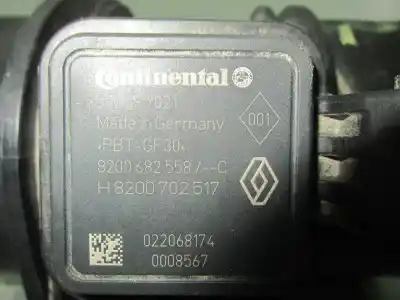 Continental
Made in Germany
001
>PBT-GF30<
8200 682 558 /--C
H 8200 702 517
022068174
0008567